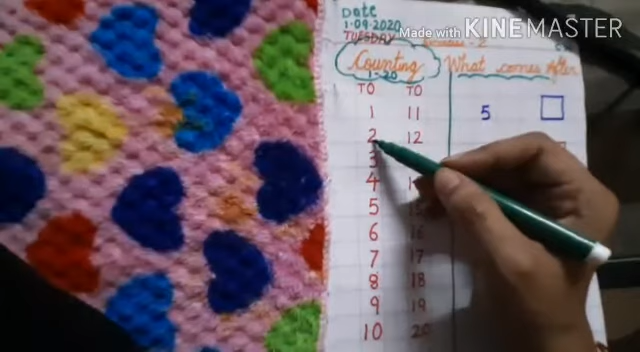 Date
1.09.2020
TUESDAY
Made with KINEMASTER
Counting
1-20
What comes After
TO TO
1 11
2 12
3
4
5 15
6 16
7 17
8 18
9 19
10 20
5